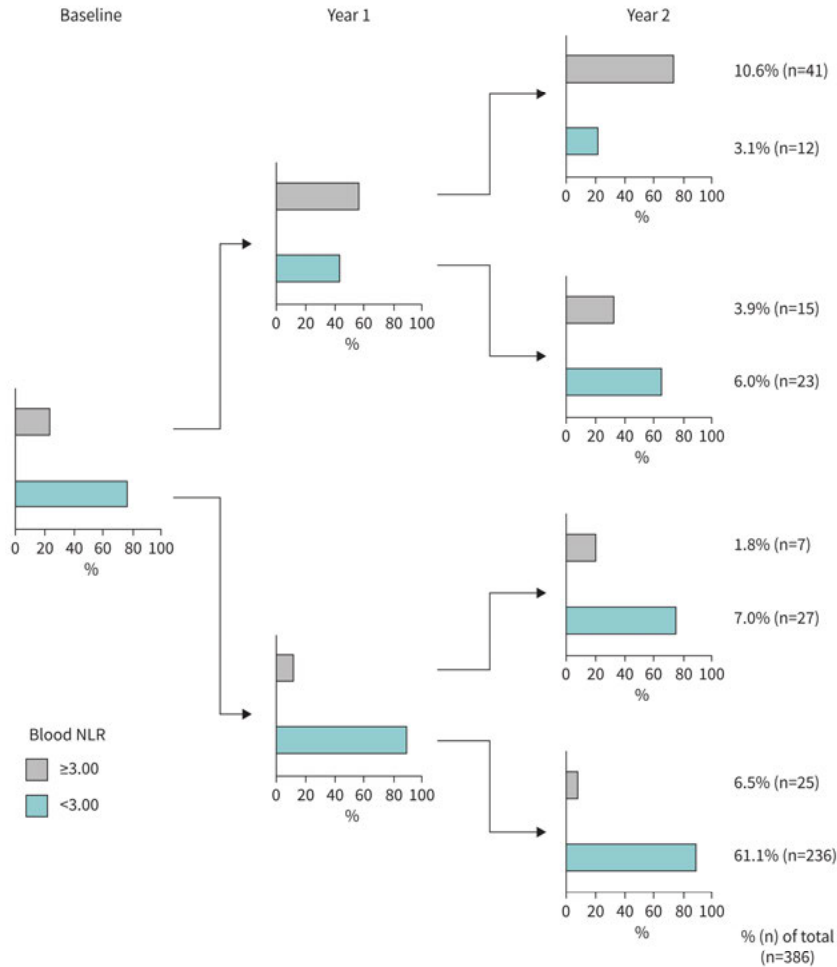 Baseline
Year 1
Year 2
10.6% (n=41)
3.1% (n=12)
0 20 40 60 80 100
%
0 20 40 60 80 100
%
3.9% (n=15)
6.0% (n=23)
0 20 40 60 80 100
%
0 20 40 60 80 100
%
1.8% (n=7)
7.0% (n=27)
0 20 40 60 80 100
%
Blood NLR
≥3.00
<3.00
0 20 40 60 80 100
%
6.5% (n=25)
61.1% (n=236)
0 20 40 60 80 100
%
% (n) of total
(n=386)